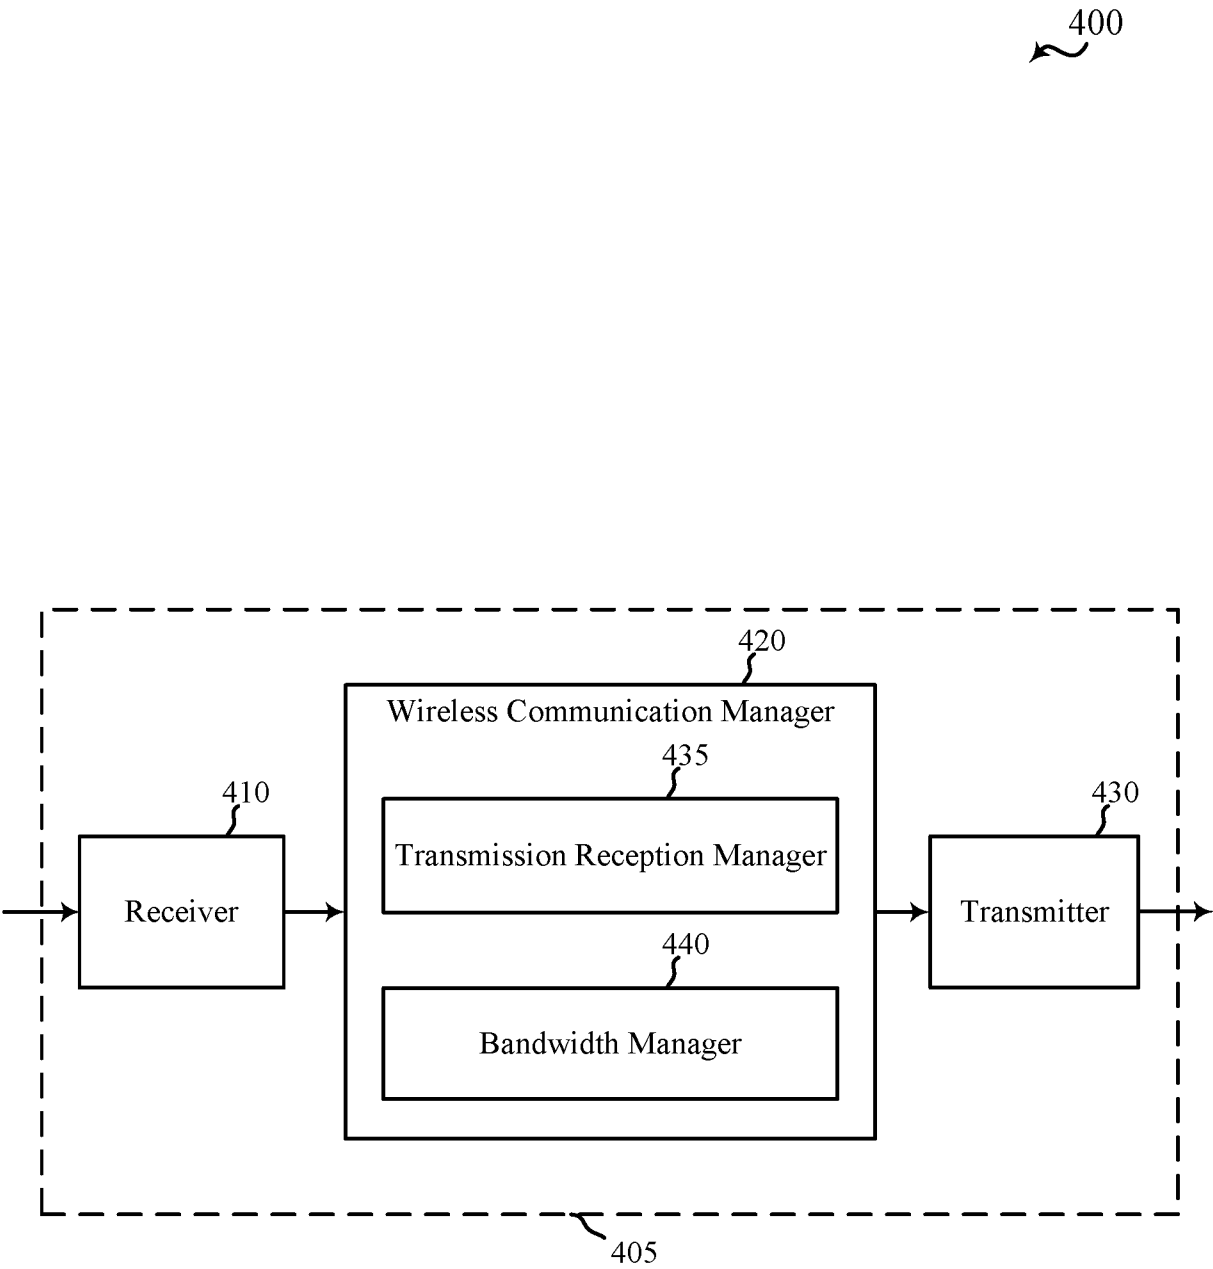 400
420
Wireless Communication Manager
435
410
430
Transmission Reception Manager
Receiver
Transmitter
440
Bandwidth Manager
405